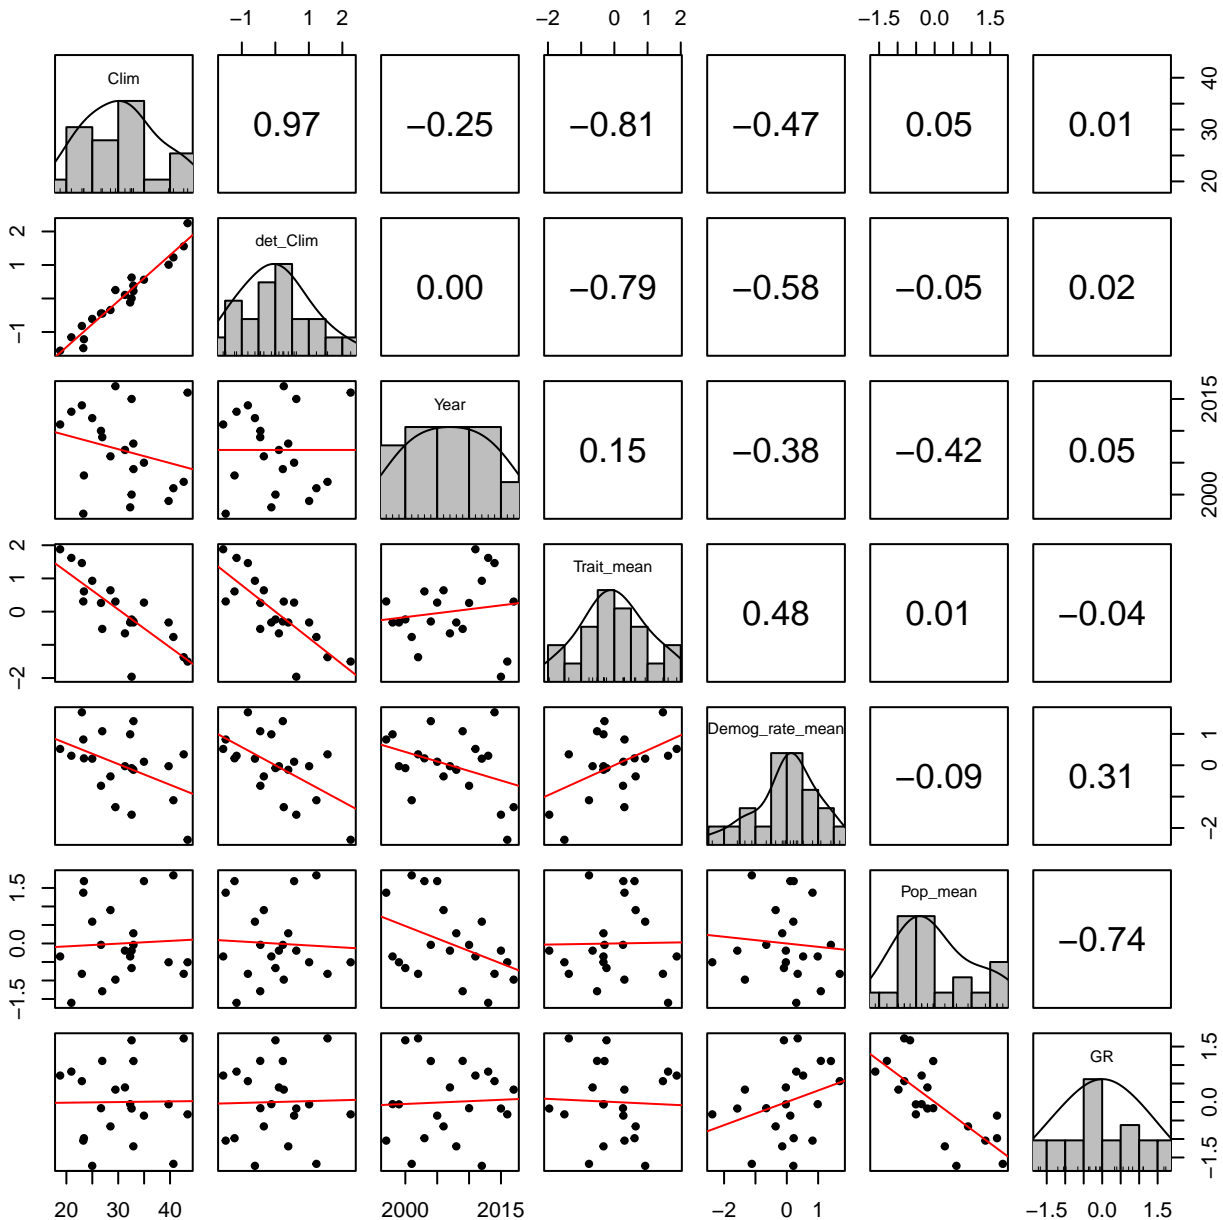 −1 1 2 −2 0 1 2 −1.5 0.0 1.5
Clim 0.97 −0.25 −0.81 −0.47 0.05 0.01 20 30 40
−1 1 2 det_Clim 0.00 −0.79 −0.58 −0.05 0.02
Year 0.15 −0.38 −0.42 0.05 2000 2015
−2 0 1 2 Trait_mean 0.48 0.01 −0.04
Demog_rate_mean −0.09 0.31 −2 0 1
−1.5 0.0 1.5 Pop_mean −0.74
GR −1.5 0.0 1.5
20 30 40 2000 2015 −2 0 1 −1.5 0.0 1.5